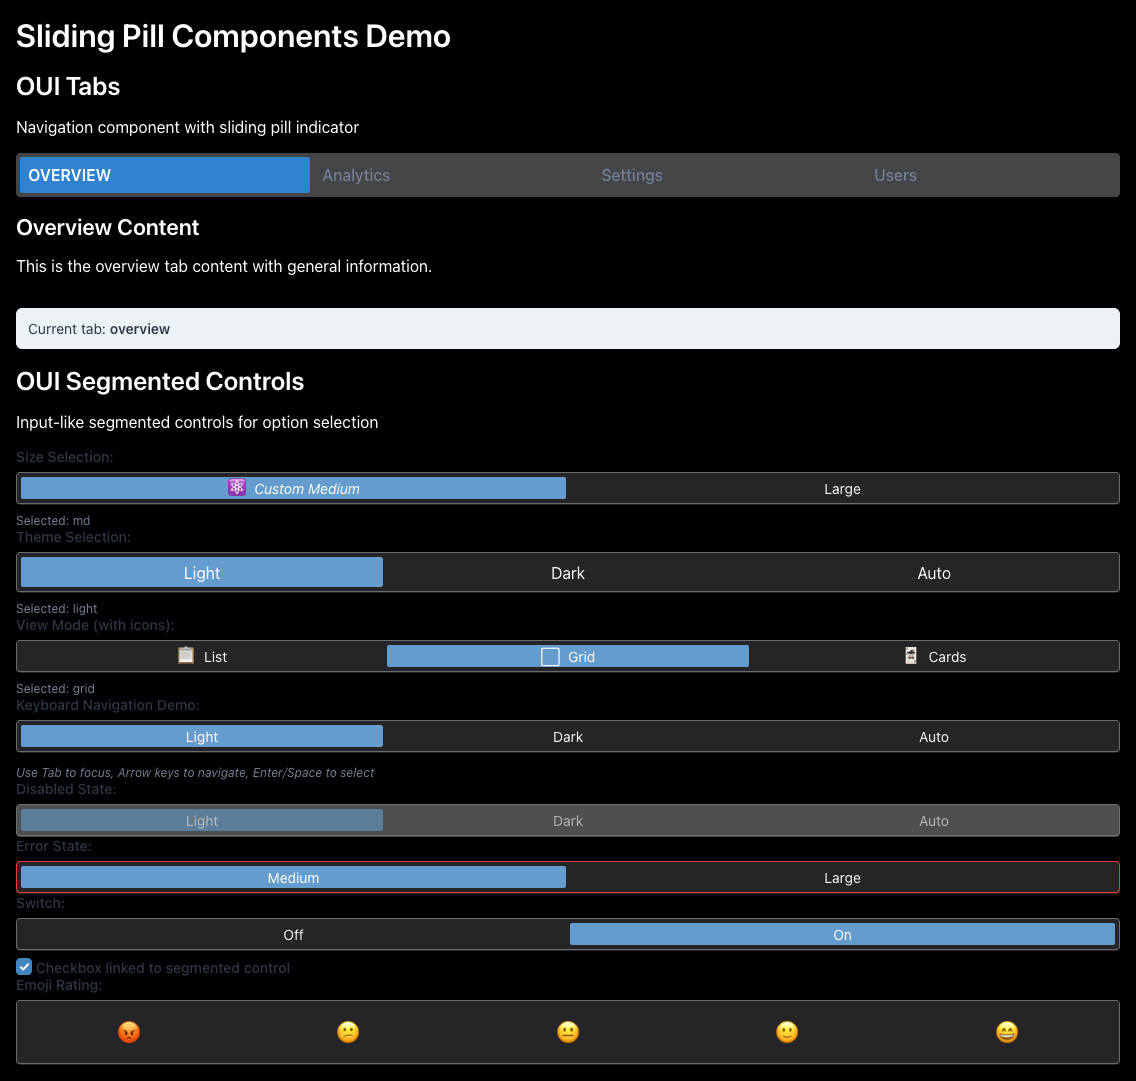 Sliding Pill Components Demo
OUI Tabs
Navigation component with sliding pill indicator
OVERVIEW Analytics Settings Users
Overview Content
This is the overview tab content with general information.
Current tab: overview
OUI Segmented Controls
Input-like segmented controls for option selection
Size Selection:
⚛️ Custom Medium Large
Selected: md
Theme Selection:
Light Dark Auto
Selected: light
View Mode (with icons):
📋 List ⬜ Grid 🃏 Cards
Selected: grid
Keyboard Navigation Demo:
Light Dark Auto
Use Tab to focus, Arrow keys to navigate, Enter/Space to select
Disabled State:
Light Dark Auto
Error State:
Medium Large
Switch:
Off On
Checkbox linked to segmented control
Emoji Rating:
😡 😕 😐 🙂 😄